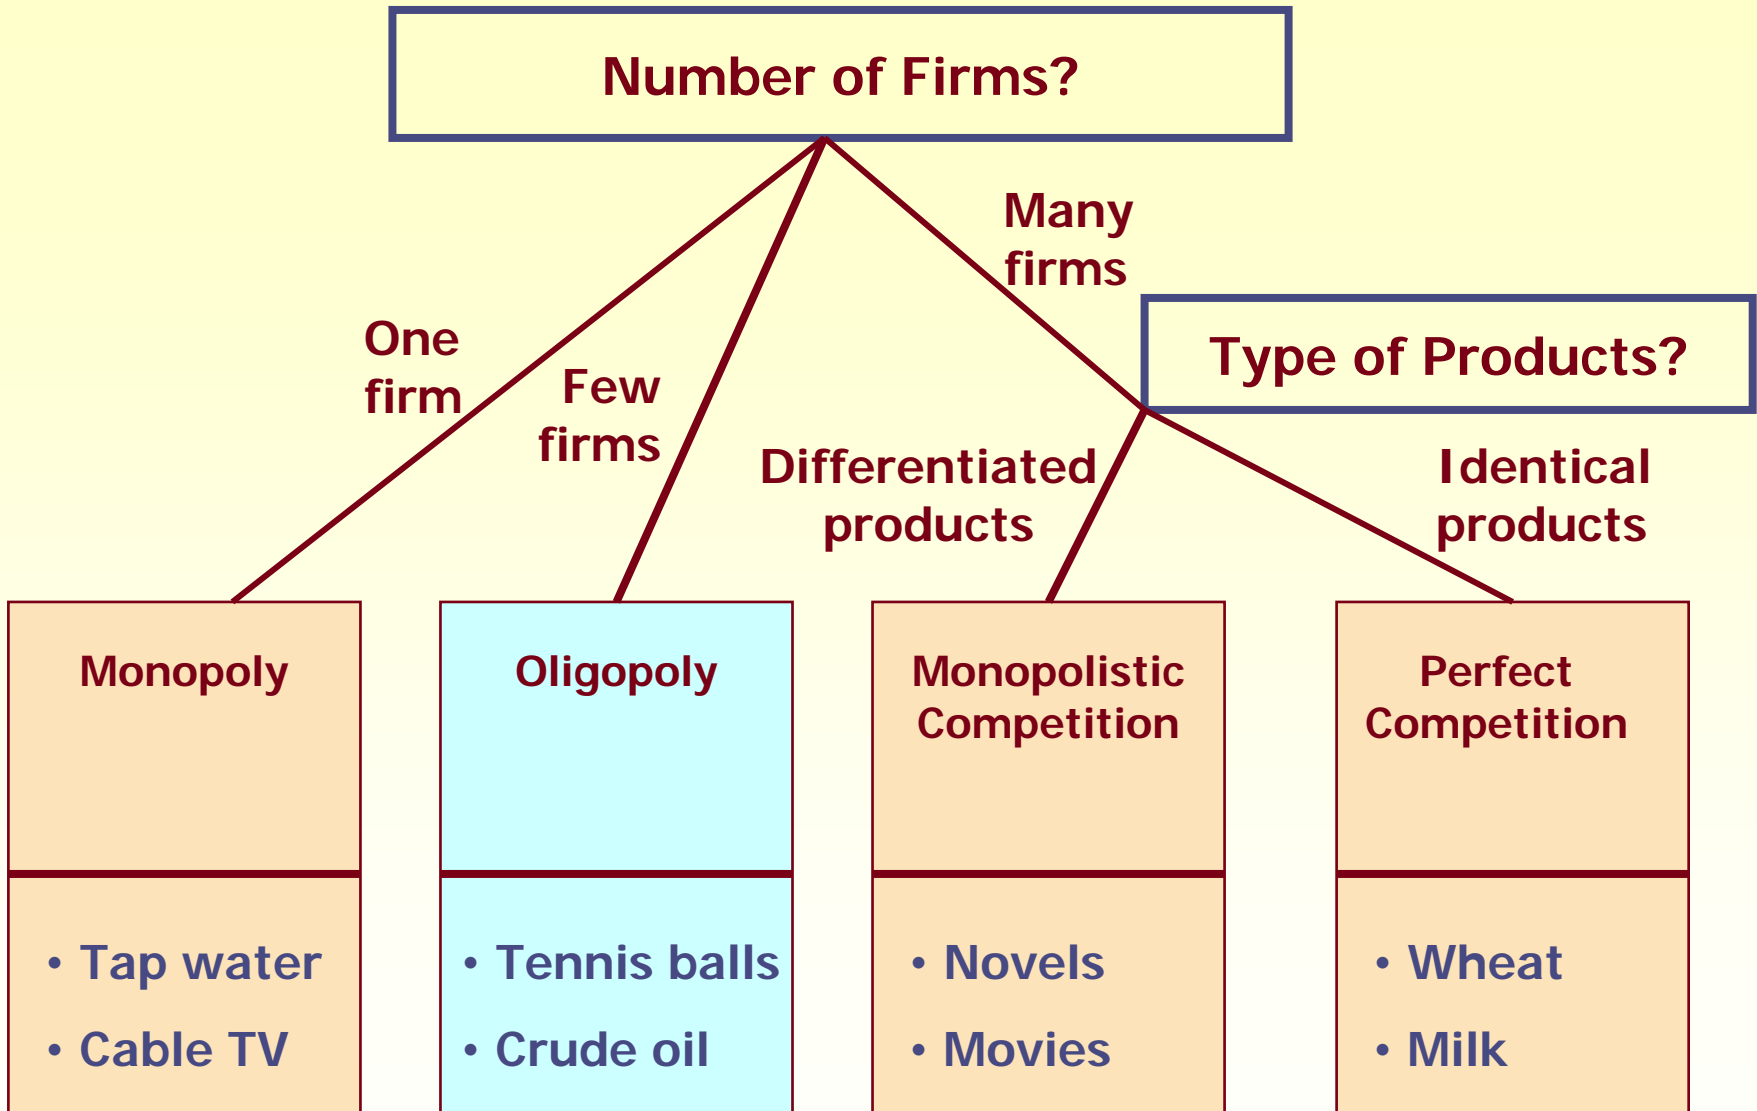 Number of Firms?
Many
firms
Type of Products?
One
firm
Few
firms
Differentiated
products
Identical
products
Monopoly
Oligopoly
Monopolistic
Competition
Perfect
Competition
• Tap water
• Cable TV
• Tennis balls
• Crude oil
• Novels
• Movies
• Wheat
• Milk